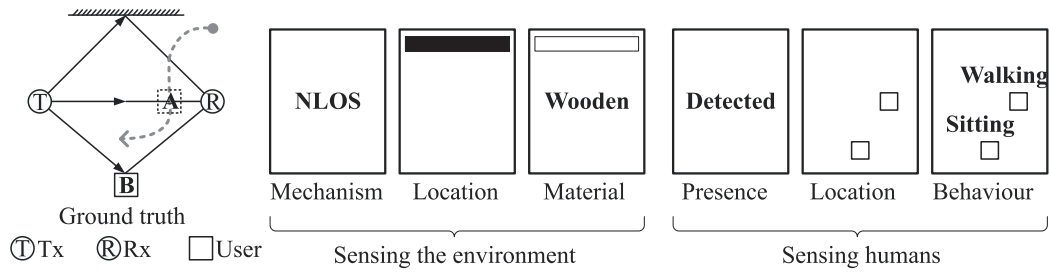 T A R
B
Ground truth
T Tx R Rx User
NLOS
Mechanism
Location
Wooden
Material
Sensing the environment
Detected
Presence
Location
Walking
Sitting
Behaviour
Sensing humans